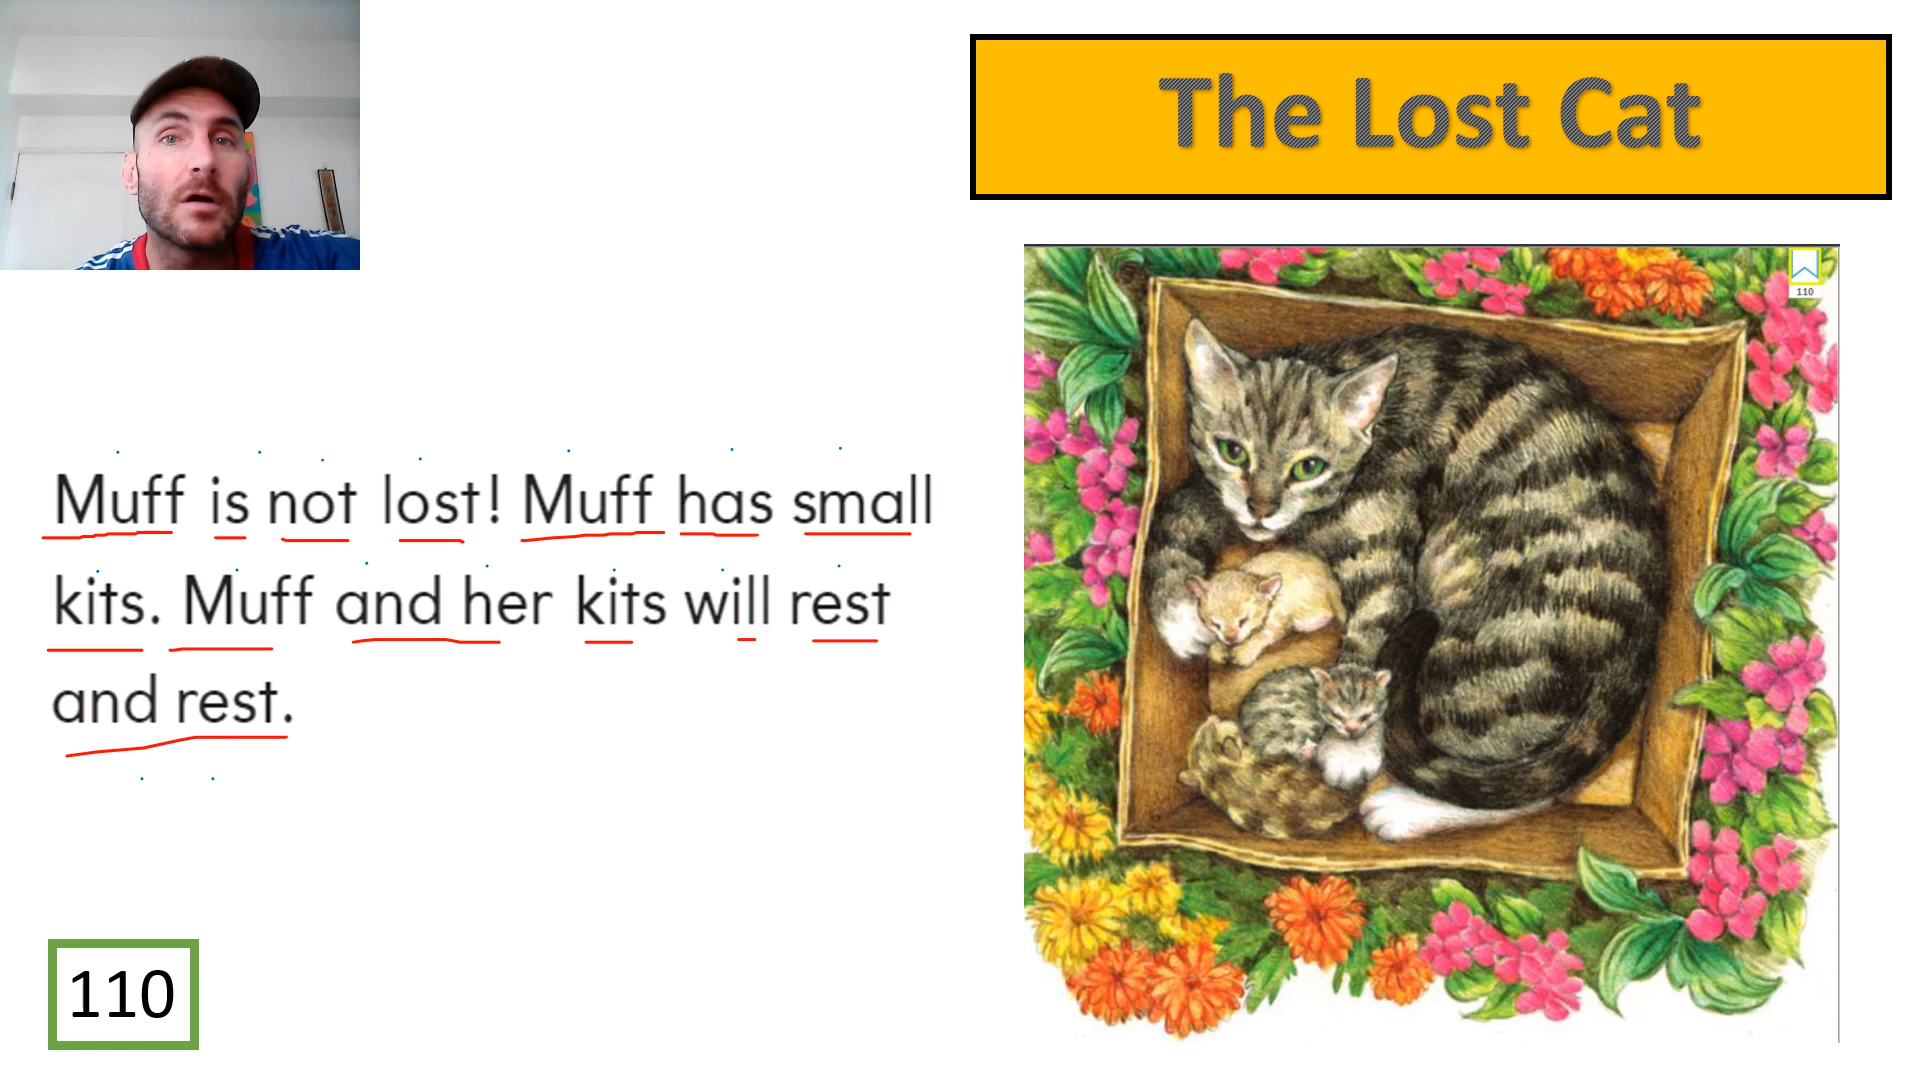 The Lost Cat
110
Muff is not lost! Muff has small
kits. Muff and her kits will rest
and rest.
110